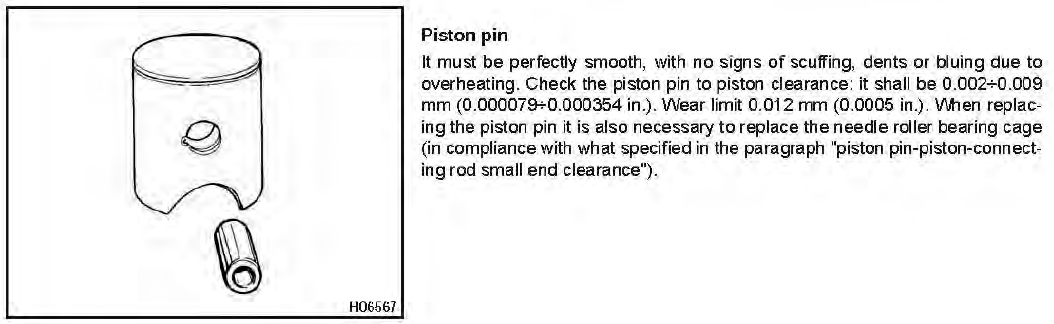 Piston pin
It must be perfectly smooth, with no signs of scuffing, dents or bluing due to
overheating. Check the piston pin to piston clearance: it shall be 0.002÷0.009
mm (0.000079÷0.000354 in.). Wear limit 0.012 mm (0.0005 in.). When replac-
ing the piston pin it is also necessary to replace the needle roller bearing cage
(in compliance with what specified in the paragraph "piston pin-piston-connect-
ing rod small end clearance").
H06567